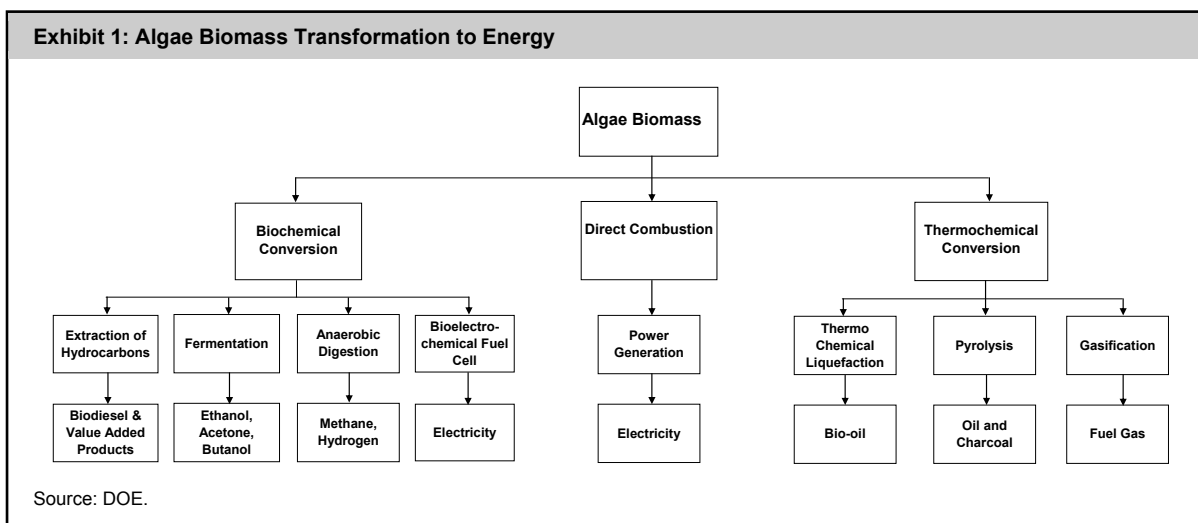 Exhibit 1: Algae Biomass Transformation to Energy
Algae Biomass
Biochemical
Conversion
Direct Combustion
Thermochemical
Conversion
Extraction of
Hydrocarbons
Fermentation
Anaerobic
Digestion
Bioelectro-
chemical Fuel
Cell
Power
Generation
Thermo
Chemical
Liquefaction
Pyrolysis
Gasification
Biodiesel &
Value Added
Products
Ethanol,
Acetone,
Butanol
Methane,
Hydrogen
Electricity
Electricity
Bio-oil
Oil and
Charcoal
Fuel Gas
Source: DOE.